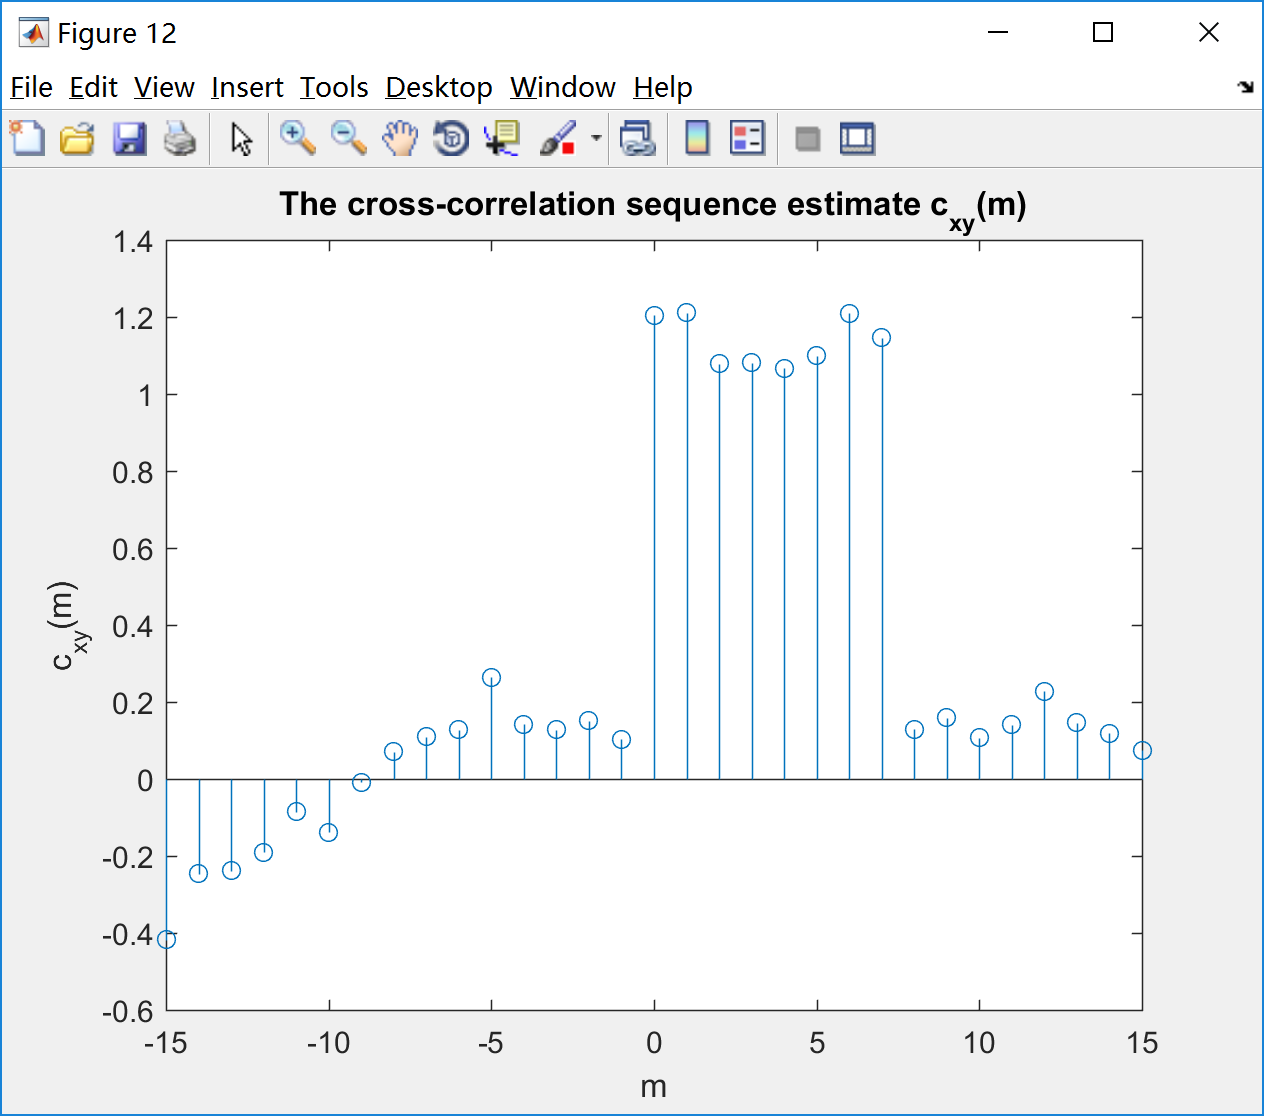 Figure 12
File Edit View Insert Tools Desktop Window Help
The cross-correlation sequence estimate c_xy(m)
1.4
1.2
1
0.8
0.6
0.4
0.2
0
-0.2
-0.4
-0.6
c_xy(m)
-15 -10 -5 0 5 10 15
m